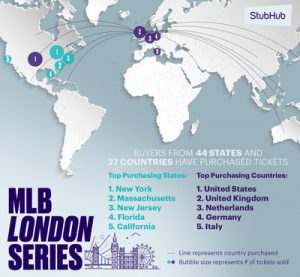 StubHub
BUYERS FROM 44 STATES AND
27 COUNTRIES HAVE PURCHASED TICKETS
Top Purchasing States:
1. New York
2. Massachusetts
3. New Jersey
4. Florida
5. California
Top Purchasing Countries:
1. United States
2. United Kingdom
3. Netherlands
4. Germany
5. Italy
MLB
LONDON
SERIES
Line represents country purchased
Bubble size represents # of tickets sold